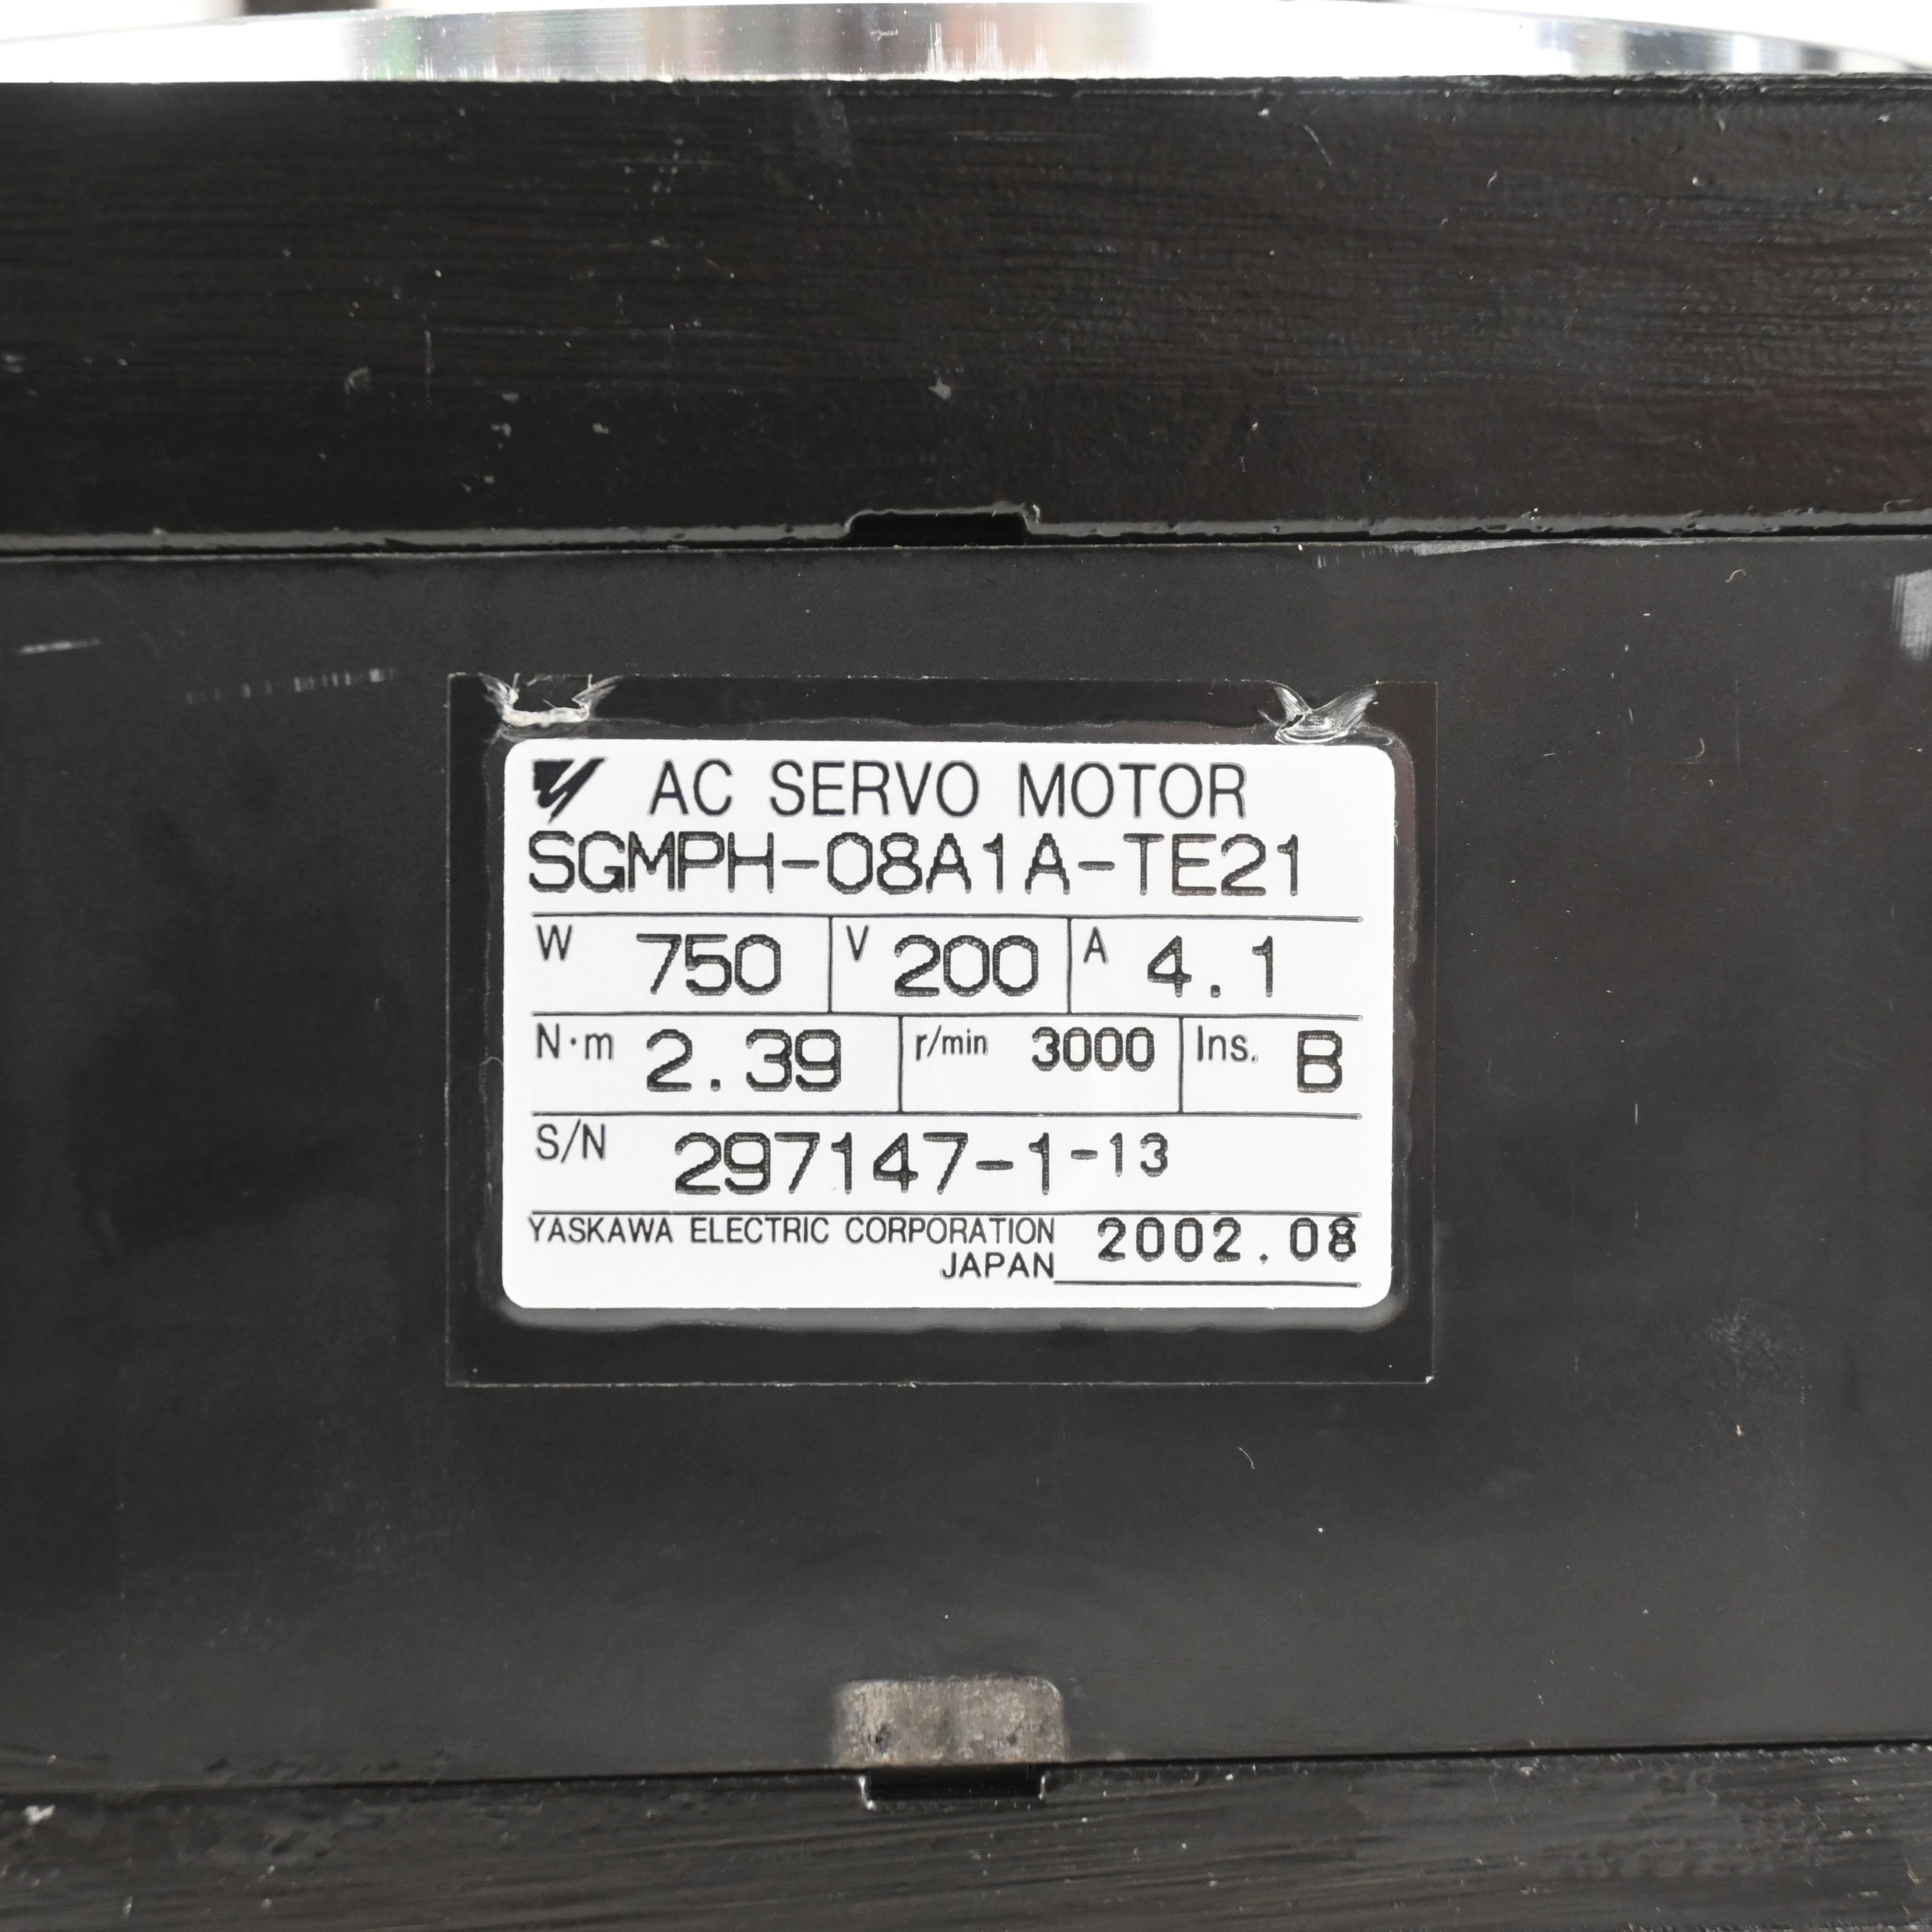 AC SERVO MOTOR
SGMPH-08A1A-TE21
W 750 V 200 A 4.1
N·m 2.39 r/min 3000 Ins. B
S/N 297147-1-13
YASKAWA ELECTRIC CORPORATION 2002.08
JAPAN